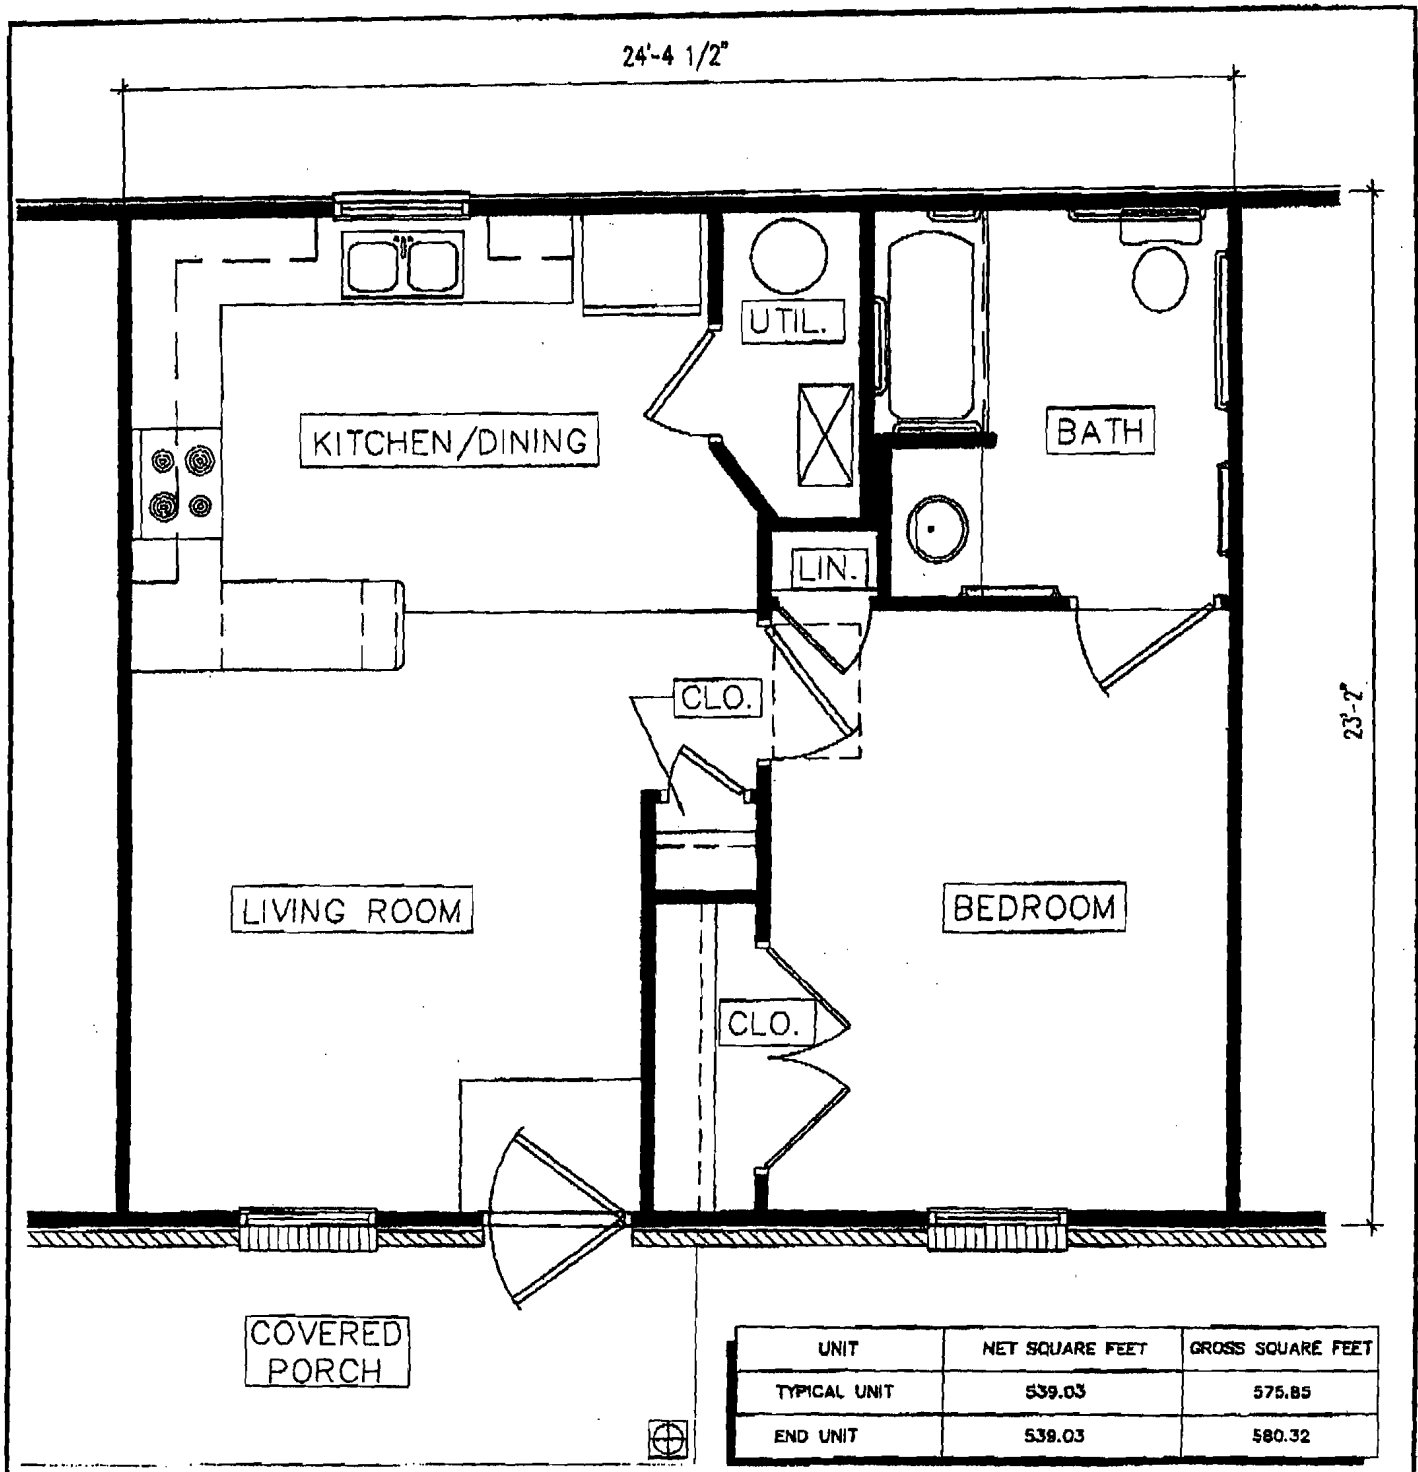 24'-4 1/2"
UTIL.
KITCHEN/DINING
BATH
LIN.
CLO.
23'-2"
LIVING ROOM
BEDROOM
CLO.
COVERED
PORCH
UNIT NET SQUARE FEET GROSS SQUARE FEET
TYPICAL UNIT 539.03 575.85
END UNIT 539.03 580.32